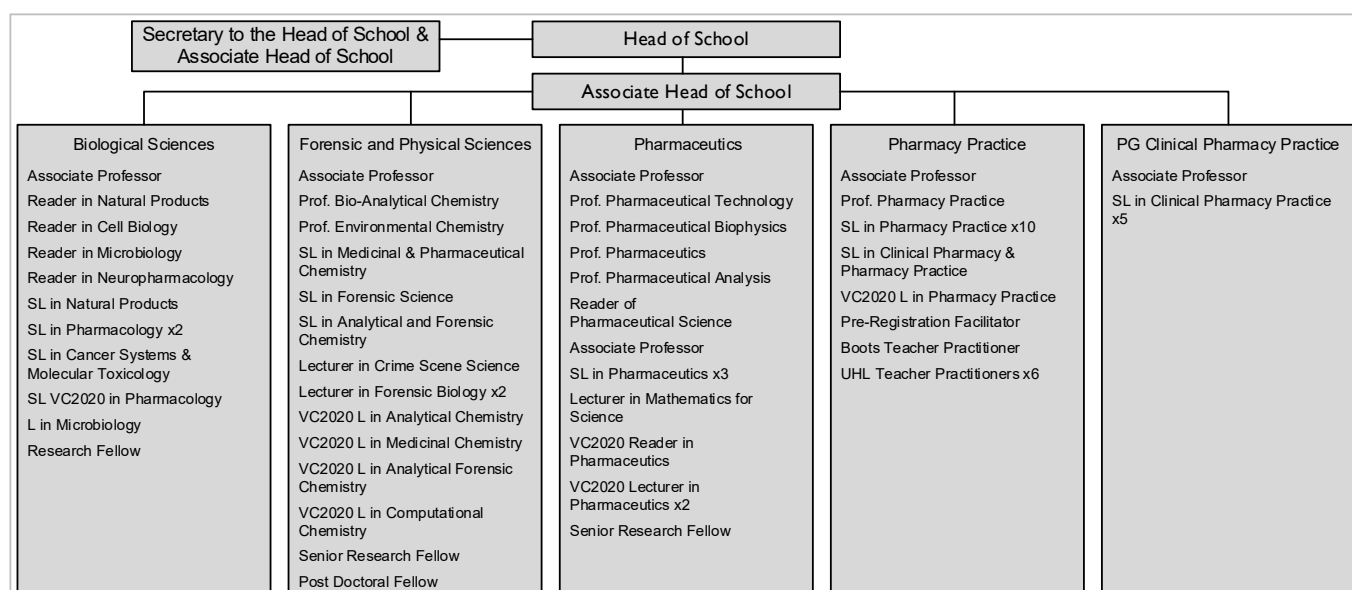 Secretary to the Head of School &
Associate Head of School
Head of School
Associate Head of School
Biological Sciences
Associate Professor
Reader in Natural Products
Reader in Cell Biology
Reader in Microbiology
Reader in Neuropharmacology
SL in Natural Products
SL in Pharmacology x2
SL in Cancer Systems &
Molecular Toxicology
SL VC2020 in Pharmacology
L in Microbiology
Research Fellow
Forensic and Physical Sciences
Associate Professor
Prof. Bio-Analytical Chemistry
Prof. Environmental Chemistry
SL in Medicinal & Pharmaceutical
Chemistry
SL in Forensic Science
SL in Analytical and Forensic
Chemistry
Lecturer in Crime Scene Science
Lecturer in Forensic Biology x2
VC2020 L in Analytical Chemistry
VC2020 L in Medicinal Chemistry
VC2020 L in Analytical Forensic
Chemistry
VC2020 L in Computational
Chemistry
Senior Research Fellow
Post Doctoral Fellow
Pharmaceutics
Associate Professor
Prof. Pharmaceutical Technology
Prof. Pharmaceutical Biophysics
Prof. Pharmaceutics
Prof. Pharmaceutical Analysis
Reader of
Pharmaceutical Science
Associate Professor
SL in Pharmaceutics x3
Lecturer in Mathematics for
Science
VC2020 Reader in
Pharmaceutics
VC2020 Lecturer in
Pharmaceutics x2
Senior Research Fellow
Pharmacy Practice
Associate Professor
Prof. Pharmacy Practice
SL in Pharmacy Practice x10
SL in Clinical Pharmacy &
Pharmacy Practice
VC2020 L in Pharmacy Practice
Pre-Registration Facilitator
Boots Teacher Practitioner
UHL Teacher Practitioners x6
PG Clinical Pharmacy Practice
Associate Professor
SL in Clinical Pharmacy Practice
x5